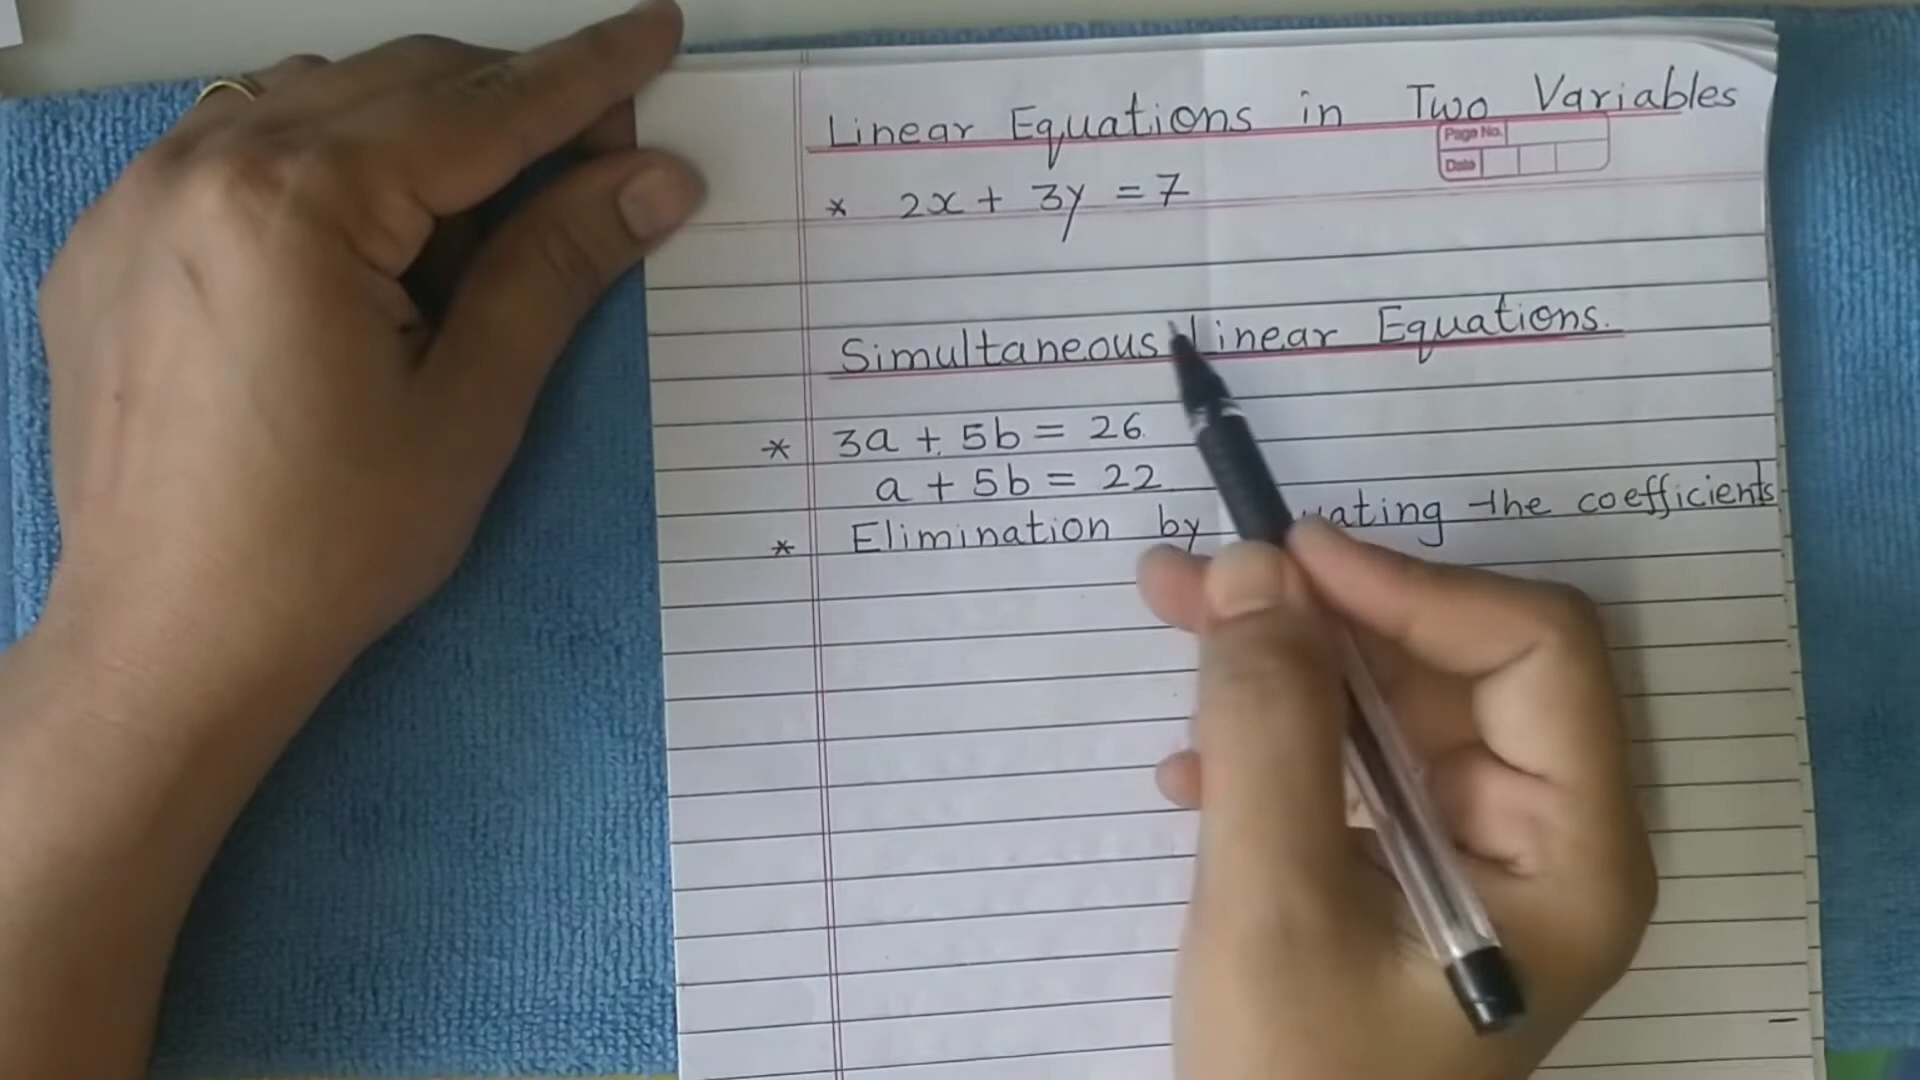 Linear Equations in Two Variables
Page No.
Date
* 2x + 3y = 7
Simultaneous Linear Equations.
* 3a + 5b = 26
a + 5b = 22
* Elimination by the coefficients